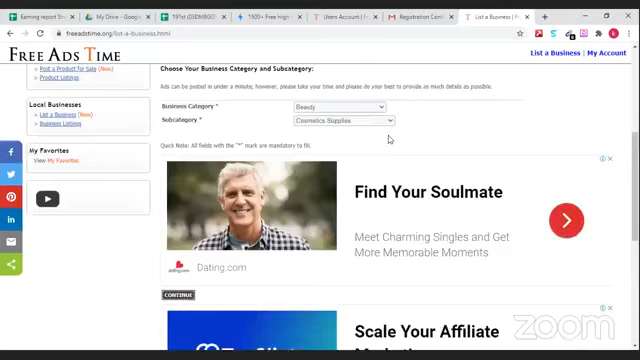 Earning report Sh
My Drive - Google
191st (03DMB005
1500+ Free high-
Users Account | F
Registration Confi
List a Business | F
freeadstime.org/list-a-business.html
FREE ADS TIME
List a Business | My Account
Post a Product for Sale (New)
Product Listings
Local Businesses
List a Business (New)
Business Listings
My Favorites
View My Favorites
Choose Your Business Category and Subcategory:
Ads can be posted in under a minute; however, please take your time and please do your best to provide as much details as possible.
Business Category * Beauty
Subcategory * Cosmetics Supplies
Quick Note: All fields with the "*" mark are mandatory to fill.
Find Your Soulmate
Meet Charming Singles and Get
More Memorable Moments
Dating.com
CONTINUE
Scale Your Affiliate
zoom